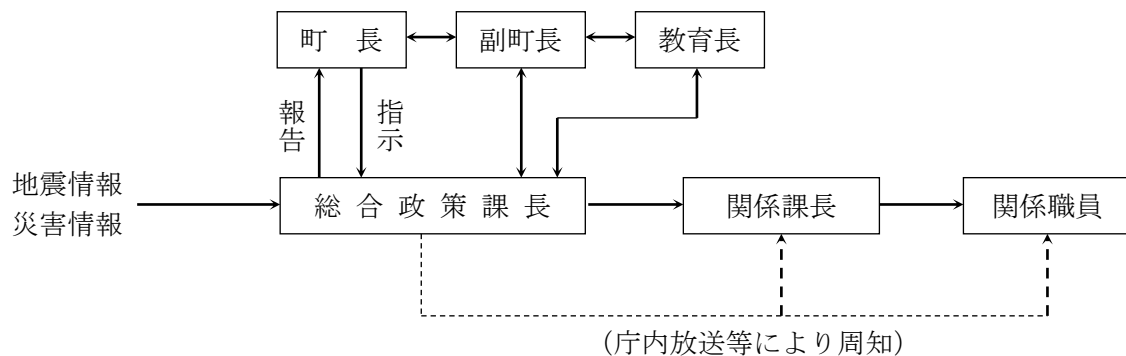 町　長
副町長
教育長
報告
指示
地震情報
災害情報
総合政策課長
関係課長
関係職員
（庁内放送等により周知）